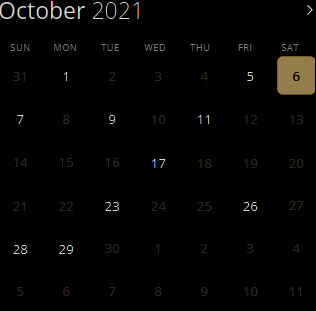 October 2021 >
SUN MON TUE WED THU FRI SAT
31 1 2 3 4 5 6
7 8 9 10 11 12 13
14 15 16 17 18 19 20
21 22 23 24 25 26 27
28 29 30 1 2 3 4
5 6 7 8 9 10 11